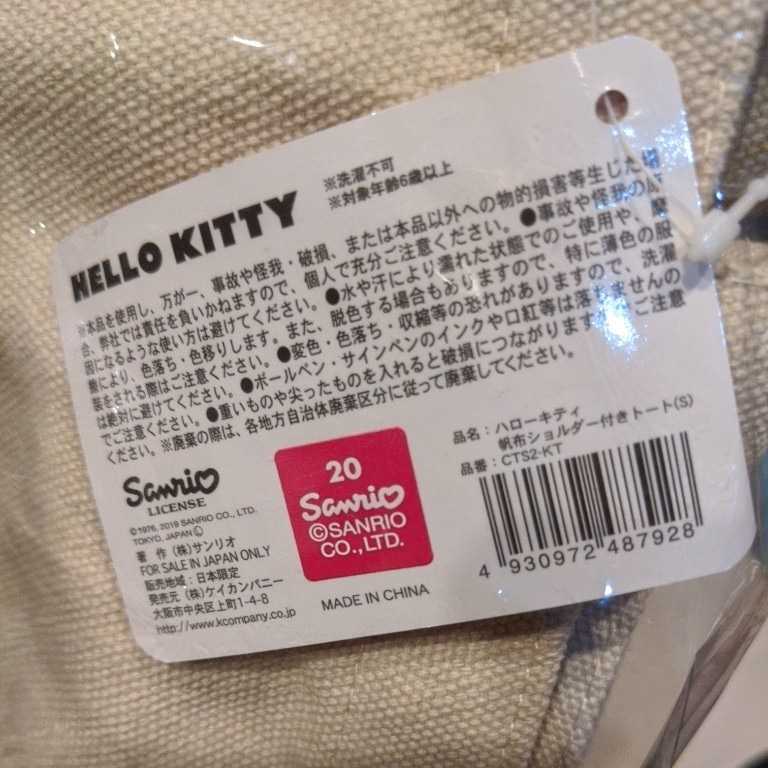 HELLO KITTY
※洗濯不可
※対象年齢6歳以上
※本品を使用し、万が一、事故や怪我・破損、または本品以外への物的損害等生じた場
合、弊社では責任を負いかねますので、個人で充分ご注意ください。●事故や怪我の原
因になるような使い方は避けてください。●水や汗により濡れた状態でのご使用や、摩
擦により、色落ち・色移りします。また、脱色する場合もありますので、特に薄色の服
装をされる際はご注意ください。●変色・色落ち・収縮等の恐れがありますので、洗濯
は絶対に避けてください。●ボールペン・サインペンのインクや口紅等は落ちませんの
でご注意ください。●重いものや尖ったものを入れると破損につながります ご注意
ください。※廃棄の際は、各地方自治体廃棄区分に従って廃棄してください。
Sanrio
LICENSE
©1976, 2019 SANRIO CO., LTD.
TOKYO, JAPAN Ⓛ
著 作 (株)サンリオ
FOR SALE IN JAPAN ONLY
販売地域:日本限定
発売元 (株)ケイカンパニー
大阪市中央区上町1-4-8
http://www.kcompany.co.jp
20
Sanrio
©SANRIO
CO., LTD.
MADE IN CHINA
品名:ハローキティ
帆布ショルダー付きトート(S)
品番:CTS2-KT
4 930972 487928